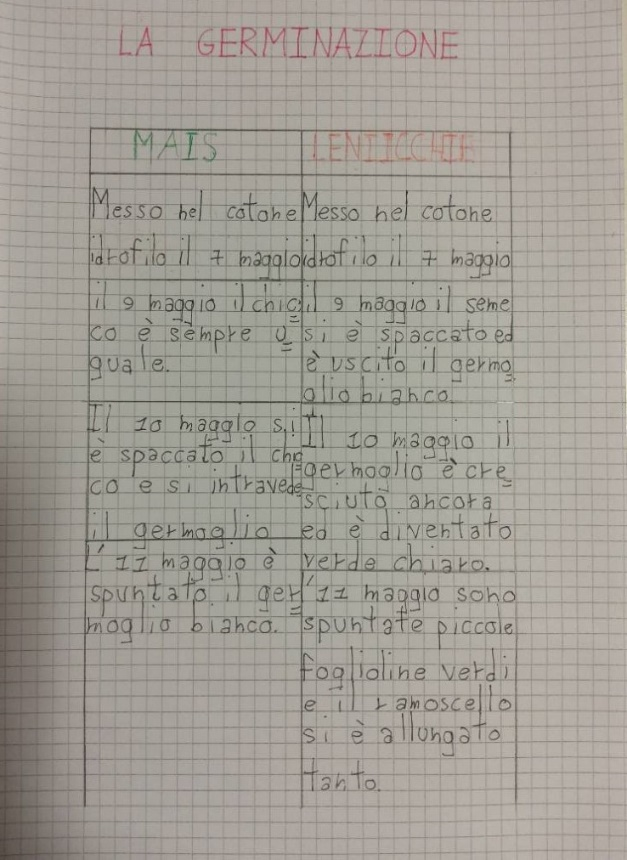 LA GERMINAZIONE
MAIS
Messo nel cotone
idrofilo il 7 maggio
il 9 maggio il chic
co è sempre u
guale.
Il 10 maggio si
è spaccato il chic
co e si intravede
il germoglio
L'11 maggio è
spuntato il ger
moglio bianco.
LENTICCHIE
Messo nel cotone
idrofilo il 7 maggio
il 9 maggio il seme
si è spaccato ed
è uscito il germo
glio bianco.
Il 10 maggio il
germoglio è cre
sciuto ancora
ed è diventato
verde chiaro.
L'11 maggio sono
spuntate piccole
foglioline verdi
e il ramoscello
si è allungato
tanto.